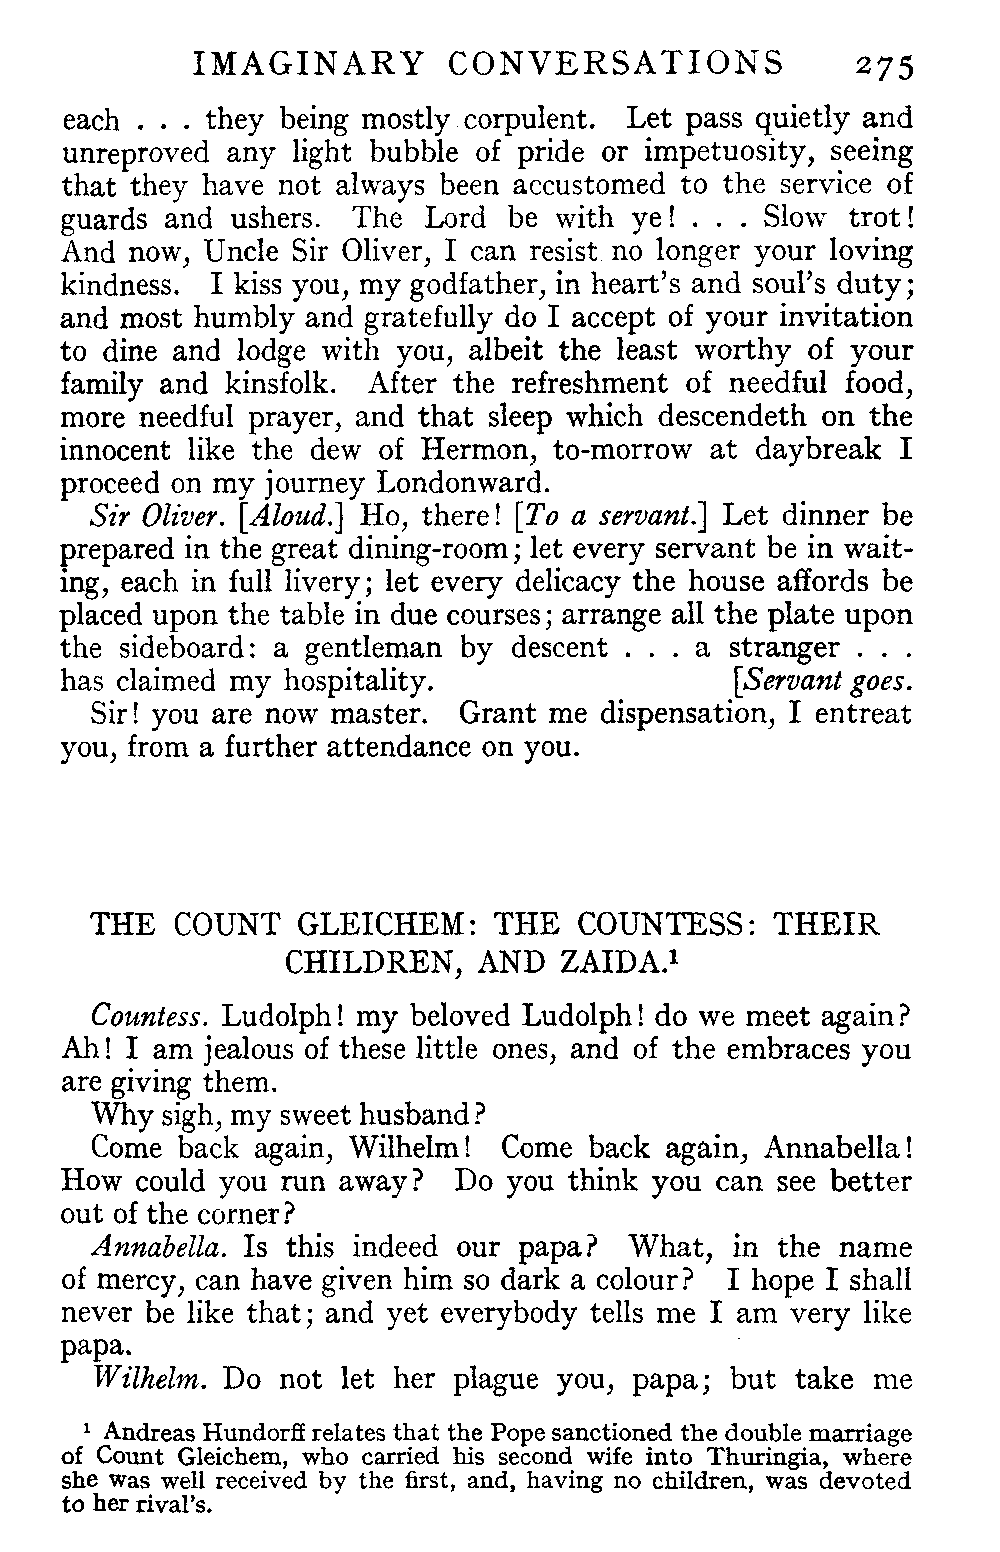 IMAGINARY CONVERSATIONS 275
each . . . they being mostly corpulent. Let pass quietly and
unreproved any light bubble of pride or impetuosity, seeing
that they have not always been accustomed to the service of
guards and ushers. The Lord be with ye! . . . Slow trot!
And now, Uncle Sir Oliver, I can resist no longer your loving
kindness. I kiss you, my godfather, in heart's and soul's duty;
and most humbly and gratefully do I accept of your invitation
to dine and lodge with you, albeit the least worthy of your
family and kinsfolk. After the refreshment of needful food,
more needful prayer, and that sleep which descendeth on the
innocent like the dew of Hermon, to-morrow at daybreak I
proceed on my journey Londonward.
Sir Oliver. [Aloud.] Ho, there! [To a servant.] Let dinner be
prepared in the great dining-room; let every servant be in wait-
ing, each in full livery; let every delicacy the house affords be
placed upon the table in due courses; arrange all the plate upon
the sideboard: a gentleman by descent . . . a stranger . . .
has claimed my hospitality. [Servant goes.
Sir! you are now master. Grant me dispensation, I entreat
you, from a further attendance on you.
THE COUNT GLEICHEM: THE COUNTESS: THEIR
CHILDREN, AND ZAIDA.¹
Countess. Ludolph! my beloved Ludolph! do we meet again?
Ah! I am jealous of these little ones, and of the embraces you
are giving them.
Why sigh, my sweet husband?
Come back again, Wilhelm! Come back again, Annabella!
How could you run away? Do you think you can see better
out of the corner?
Annabella. Is this indeed our papa? What, in the name
of mercy, can have given him so dark a colour? I hope I shall
never be like that; and yet everybody tells me I am very like
papa.
Wilhelm. Do not let her plague you, papa; but take me
¹ Andreas Hundorff relates that the Pope sanctioned the double marriage
of Count Gleichem, who carried his second wife into Thuringia, where
she was well received by the first, and, having no children, was devoted
to her rival's.